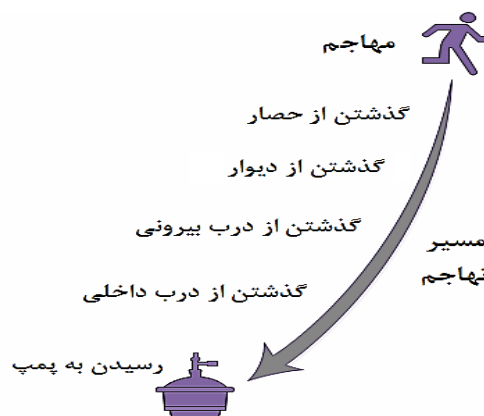 مهاجم
گذشتن از حصار
گذشتن از دیوار
گذشتن از درب بیرونی
مسیر
تهاجم
گذشتن از درب داخلی
رسیدن به پمپ